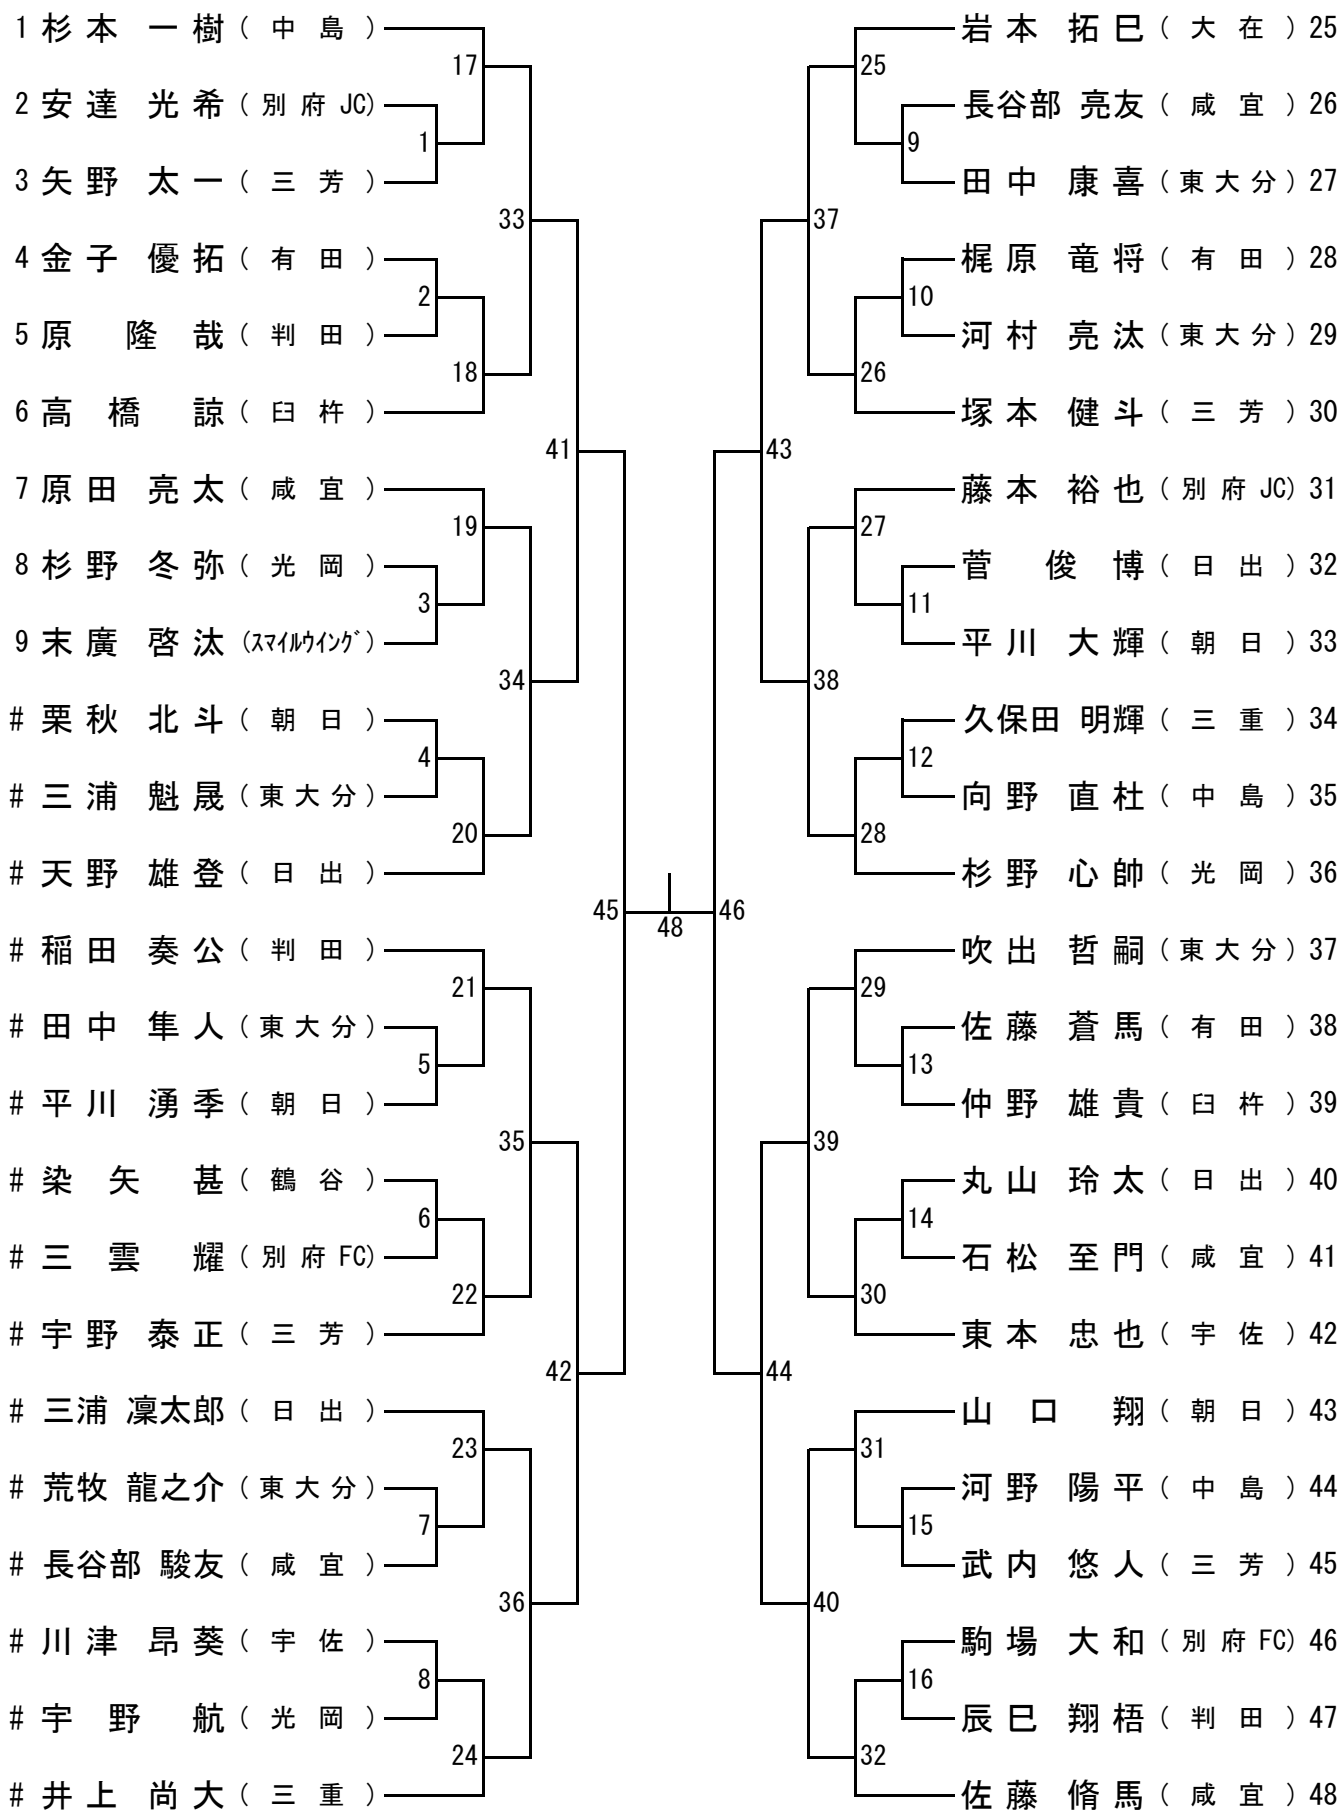 1 杉本 一樹 ( 中島 )
17
2 安達 光希 ( 別府 JC)
1
3 矢野 太一 ( 三芳 )
33
4 金子 優拓 ( 有田 )
2
5 原 隆哉 ( 判田 )
18
6 高橋 諒 ( 臼杵 )
41
7 原田 亮太 ( 咸宜 )
19
8 杉野 冬弥 ( 光岡 )
3
9 末廣 啓汰 (ｽﾏｲﾙｳｲﾝｸﾞ)
34
# 栗秋 北斗 ( 朝日 )
4
# 三浦 魁晟 ( 東大分 )
20
# 天野 雄登 ( 日出 )
45
# 稲田 奏公 ( 判田 )
21
# 田中 隼人 ( 東大分 )
5
# 平川 湧季 ( 朝日 )
35
# 染矢 甚 ( 鶴谷 )
6
# 三雲 耀 ( 別府 FC)
22
# 宇野 泰正 ( 三芳 )
42
# 三浦 凜太郎 ( 日出 )
23
# 荒牧 龍之介 ( 東大分 )
7
# 長谷部 駿友 ( 咸宜 )
36
# 川津 昂葵 ( 宇佐 )
8
# 宇野 航 ( 光岡 )
24
# 井上 尚大 ( 三重 )
48
岩本 拓巳 ( 大在 ) 25
25
長谷部 亮友 ( 咸宜 ) 26
9
田中 康喜 ( 東大分 ) 27
37
梶原 竜将 ( 有田 ) 28
10
河村 亮汰 ( 東大分 ) 29
26
塚本 健斗 ( 三芳 ) 30
43
藤本 裕也 ( 別府 JC) 31
27
菅 俊博 ( 日出 ) 32
11
平川 大輝 ( 朝日 ) 33
38
久保田 明輝 ( 三重 ) 34
12
向野 直杜 ( 中島 ) 35
28
杉野 心帥 ( 光岡 ) 36
46
吹出 哲嗣 ( 東大分 ) 37
29
佐藤 蒼馬 ( 有田 ) 38
13
仲野 雄貴 ( 臼杵 ) 39
39
丸山 玲太 ( 日出 ) 40
14
石松 至門 ( 咸宜 ) 41
30
東本 忠也 ( 宇佐 ) 42
44
山口 翔 ( 朝日 ) 43
31
河野 陽平 ( 中島 ) 44
15
武内 悠人 ( 三芳 ) 45
40
駒場 大和 ( 別府 FC) 46
16
辰巳 翔梧 ( 判田 ) 47
32
佐藤 脩馬 ( 咸宜 ) 48